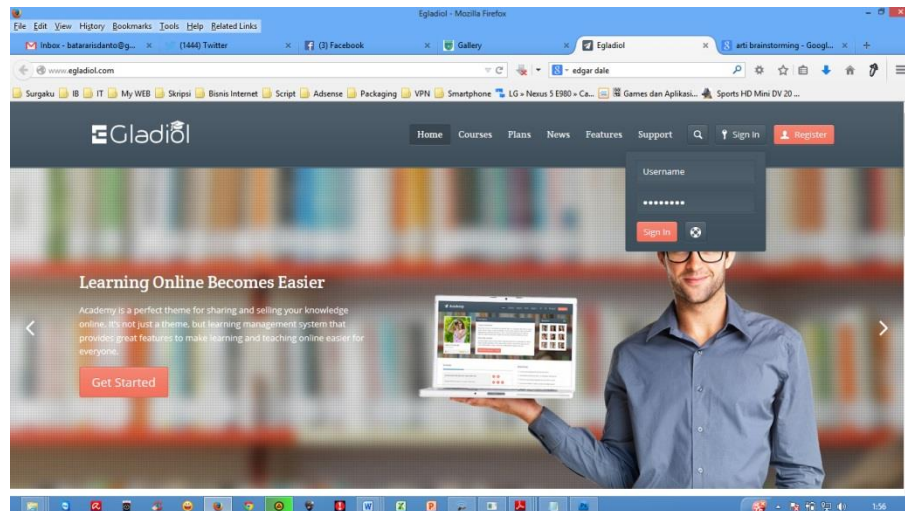 Egladiol - Mozilla Firefox
File Edit View History Bookmarks Tools Help Related Links
Inbox - batararisdanto@g... × (1444) Twitter × (3) Facebook × Gallery × Egladiol × arti brainstorming - Googl... × +
www.egladiol.com edgar dale
Surgaku IB IT My WEB Skripsi Bisnis Internet Script Adsense Packaging VPN Smartphone LG » Nexus 5 E980 » Ca... Games dan Aplikasi... Sports HD Mini DV 20 ...
EGladiol Home Courses Plans News Features Support Sign In Register
Username
••••••••
Sign In
Learning Online Becomes Easier
Academy is a perfect theme for sharing and selling your knowledge
online. It's not just a theme, but learning management system that
provides great features to make learning and teaching online easier for
everyone.
Get Started
Academy
1:56